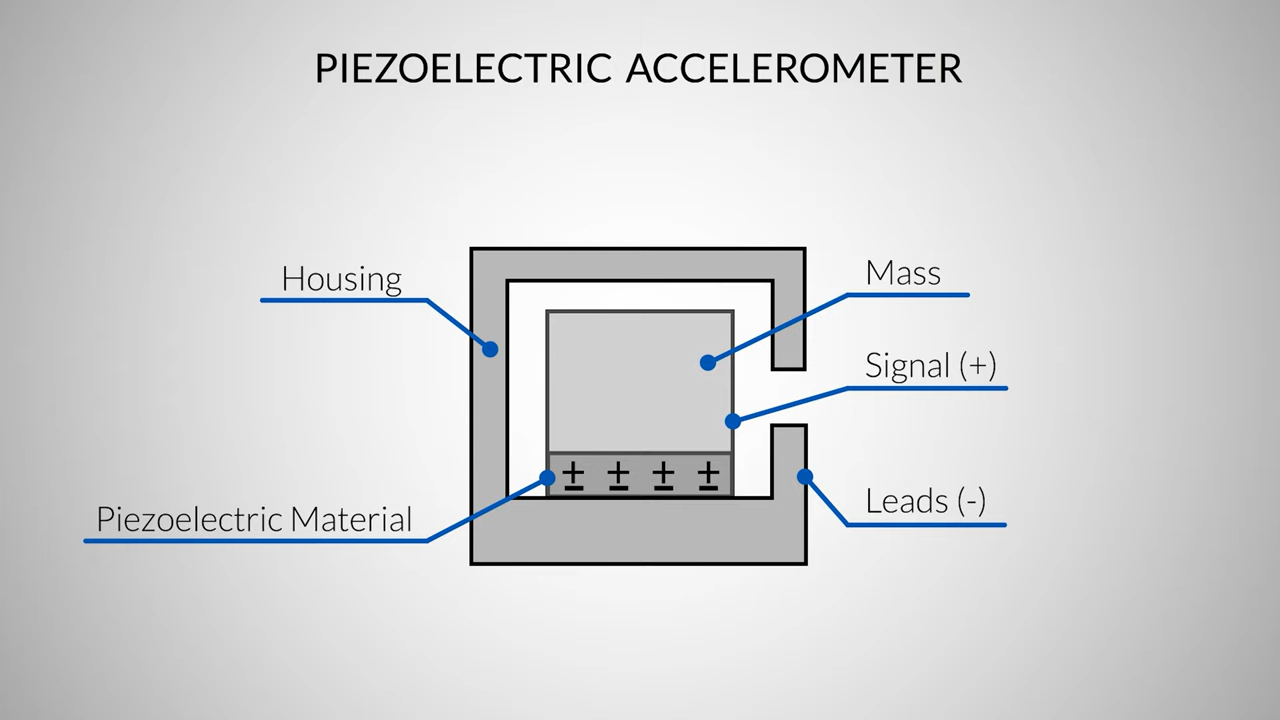 PIEZOELECTRIC ACCELEROMETER
Housing
Mass
Signal (+)
± ± ± ±
Piezoelectric Material
Leads (-)